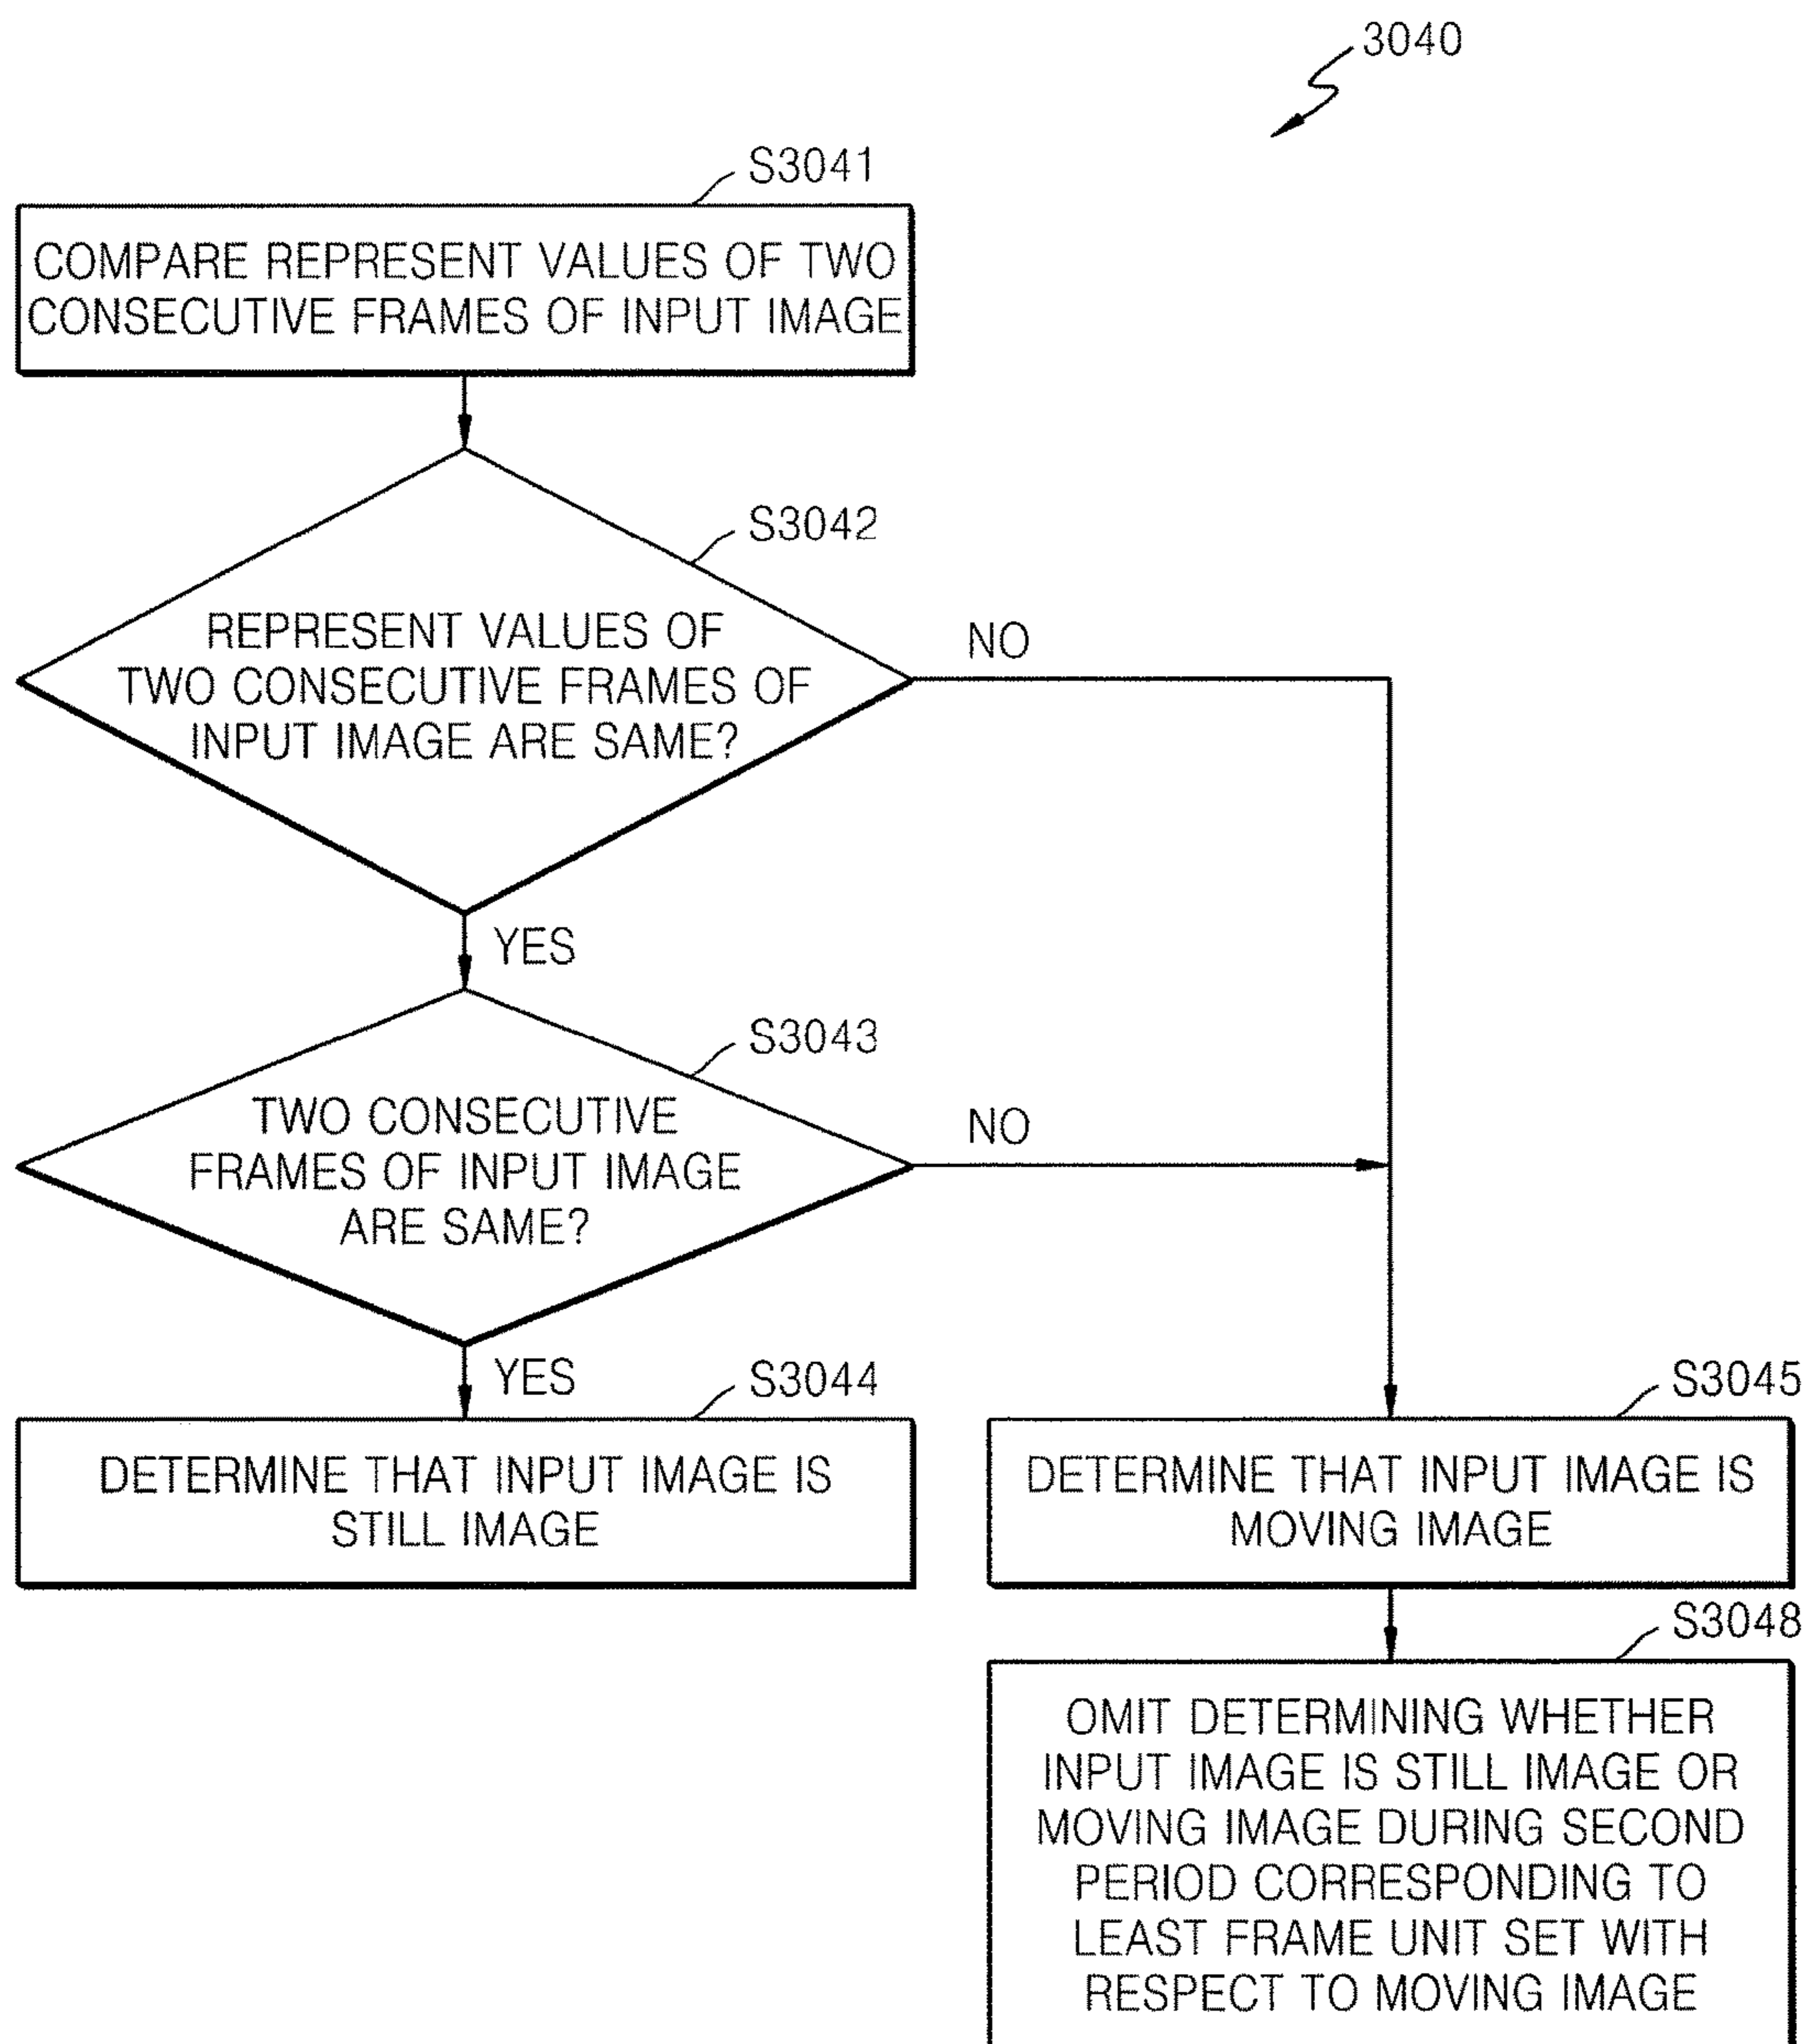 3040
S3041
COMPARE REPRESENT VALUES OF TWO
CONSECUTIVE FRAMES OF INPUT IMAGE
S3042
REPRESENT VALUES OF
TWO CONSECUTIVE FRAMES OF
INPUT IMAGE ARE SAME?
NO
YES
S3043
TWO CONSECUTIVE
FRAMES OF INPUT IMAGE
ARE SAME?
NO
YES
S3044
DETERMINE THAT INPUT IMAGE IS
STILL IMAGE
S3045
DETERMINE THAT INPUT IMAGE IS
MOVING IMAGE
S3048
OMIT DETERMINING WHETHER
INPUT IMAGE IS STILL IMAGE OR
MOVING IMAGE DURING SECOND
PERIOD CORRESPONDING TO
LEAST FRAME UNIT SET WITH
RESPECT TO MOVING IMAGE